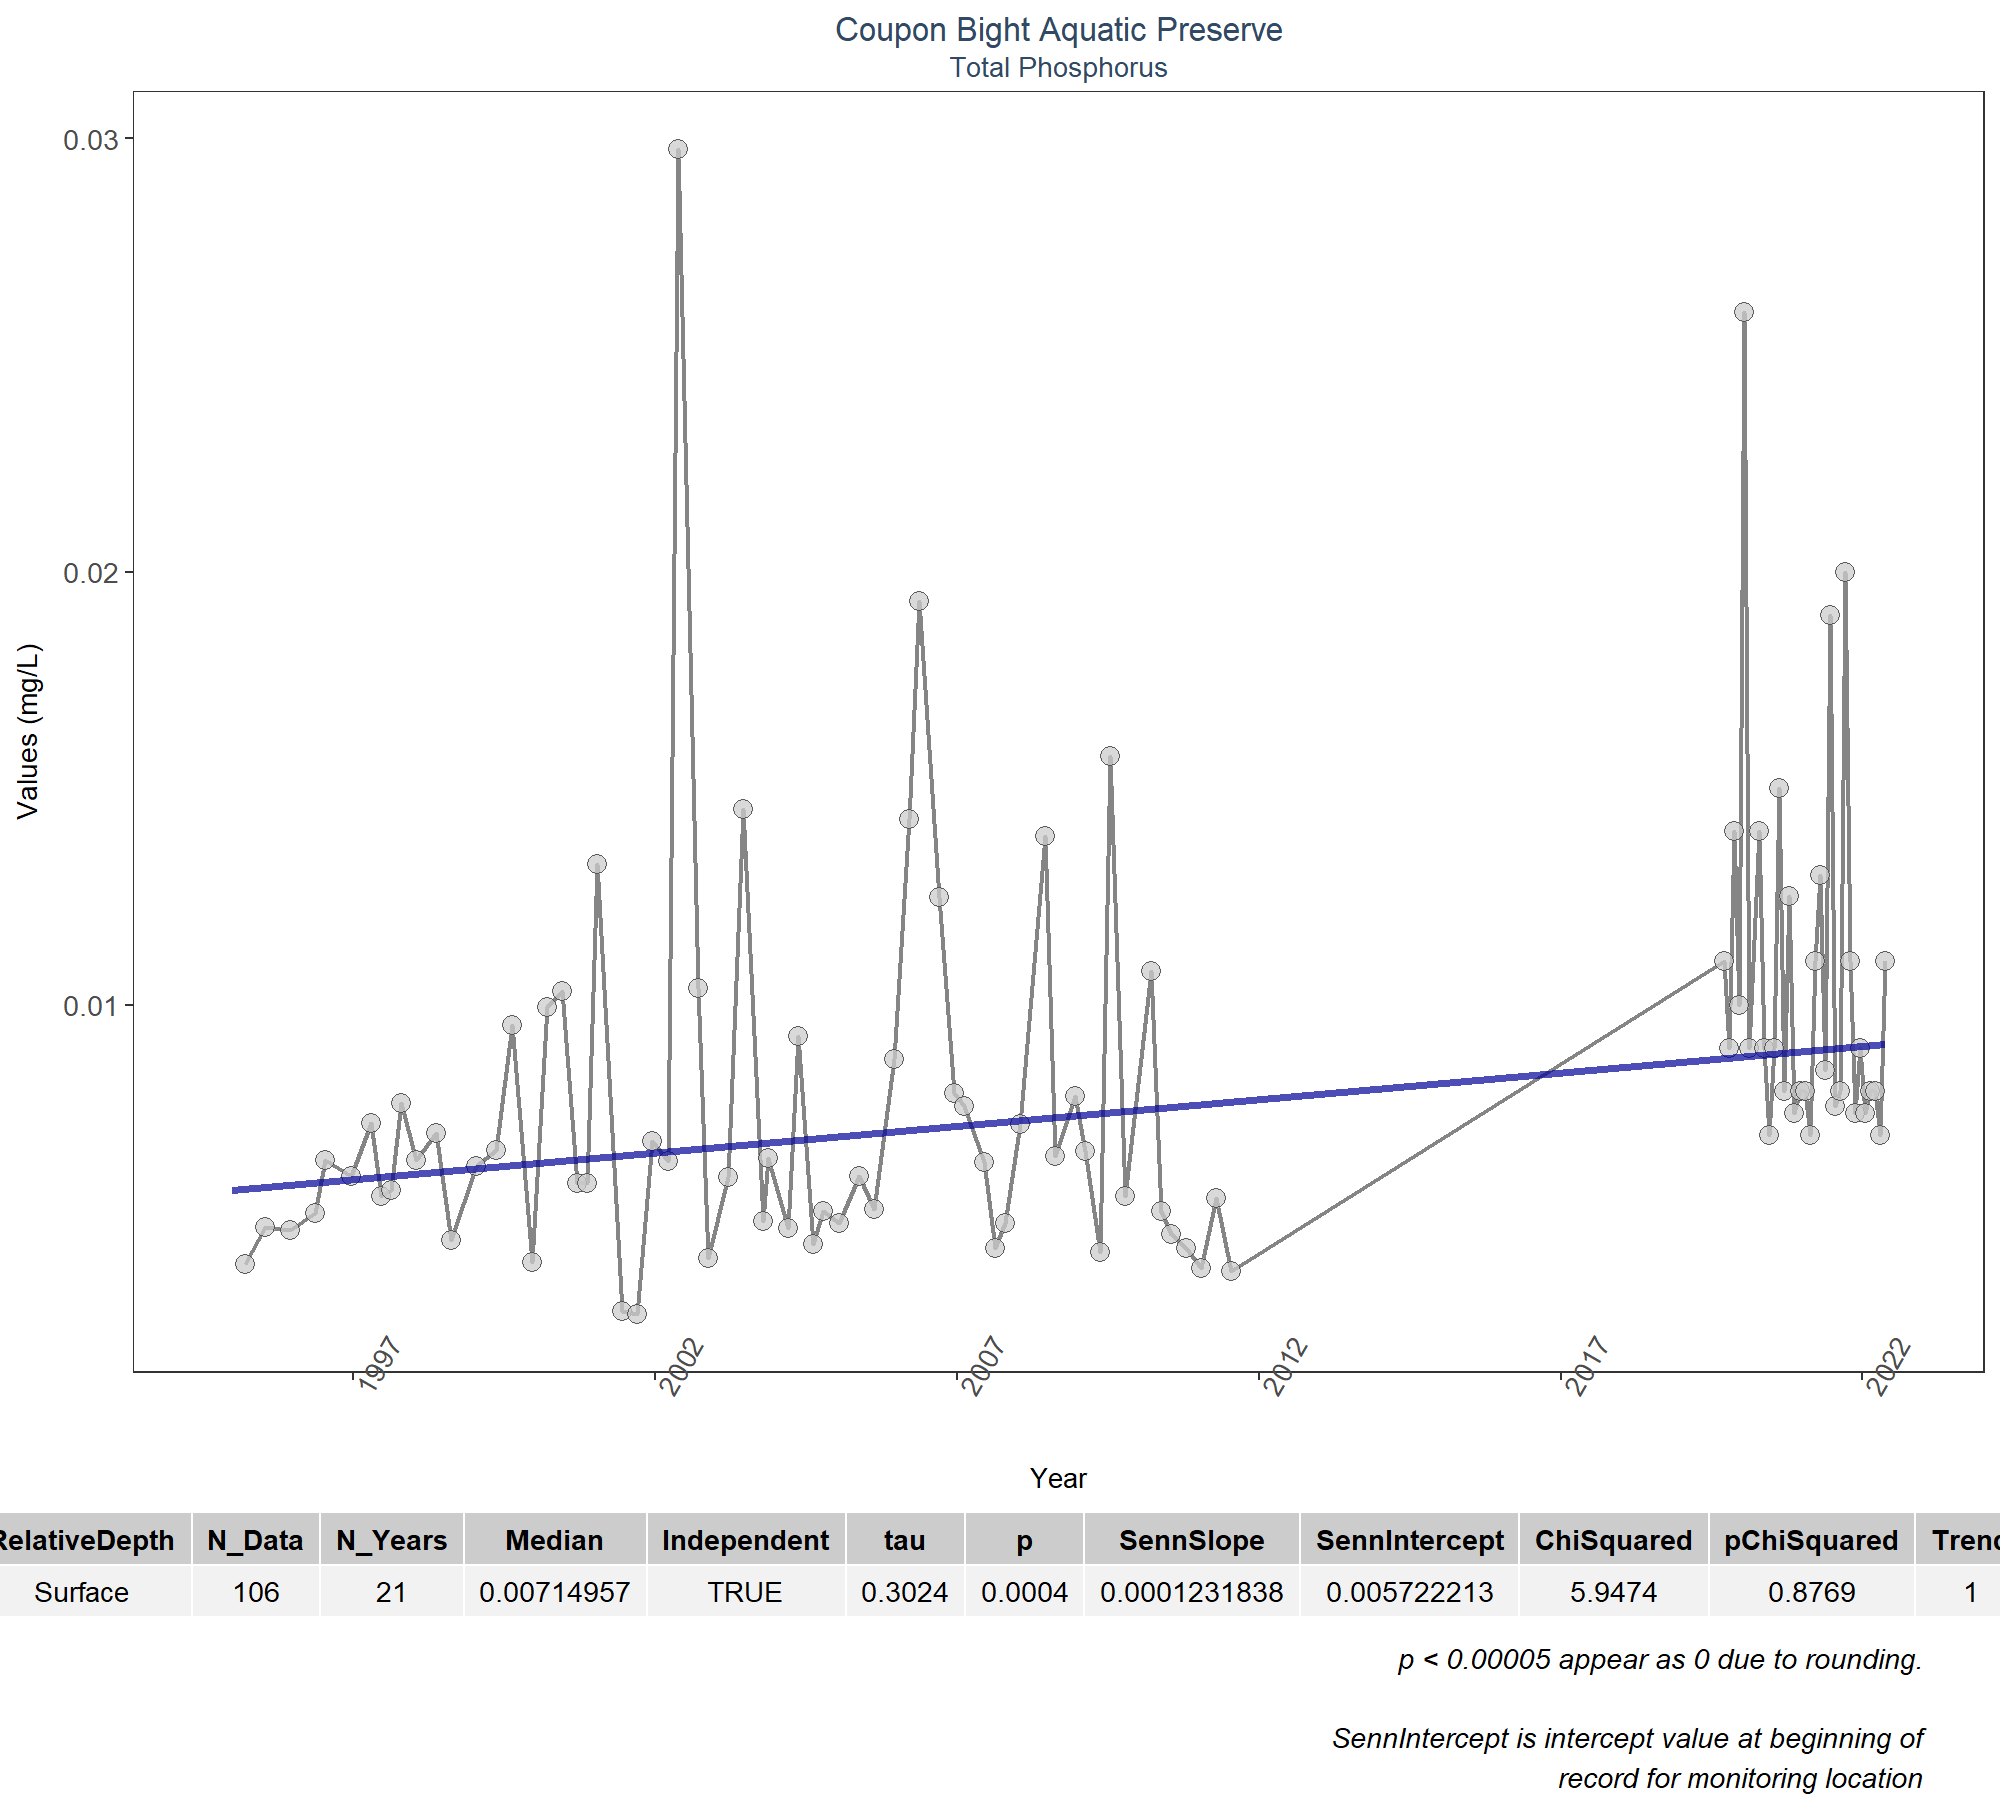 Coupon Bight Aquatic Preserve
Total Phosphorus
0.03
0.02
0.01
Values (mg/L)
1997 2002 2007 2012 2017 2022
Year
RelativeDepth N_Data N_Years Median Independent tau p SennSlope SennIntercept ChiSquared pChiSquared Trend
Surface 106 21 0.00714957 TRUE 0.3024 0.0004 0.0001231838 0.005722213 5.9474 0.8769 1
p < 0.00005 appear as 0 due to rounding.
SennIntercept is intercept value at beginning of
record for monitoring location